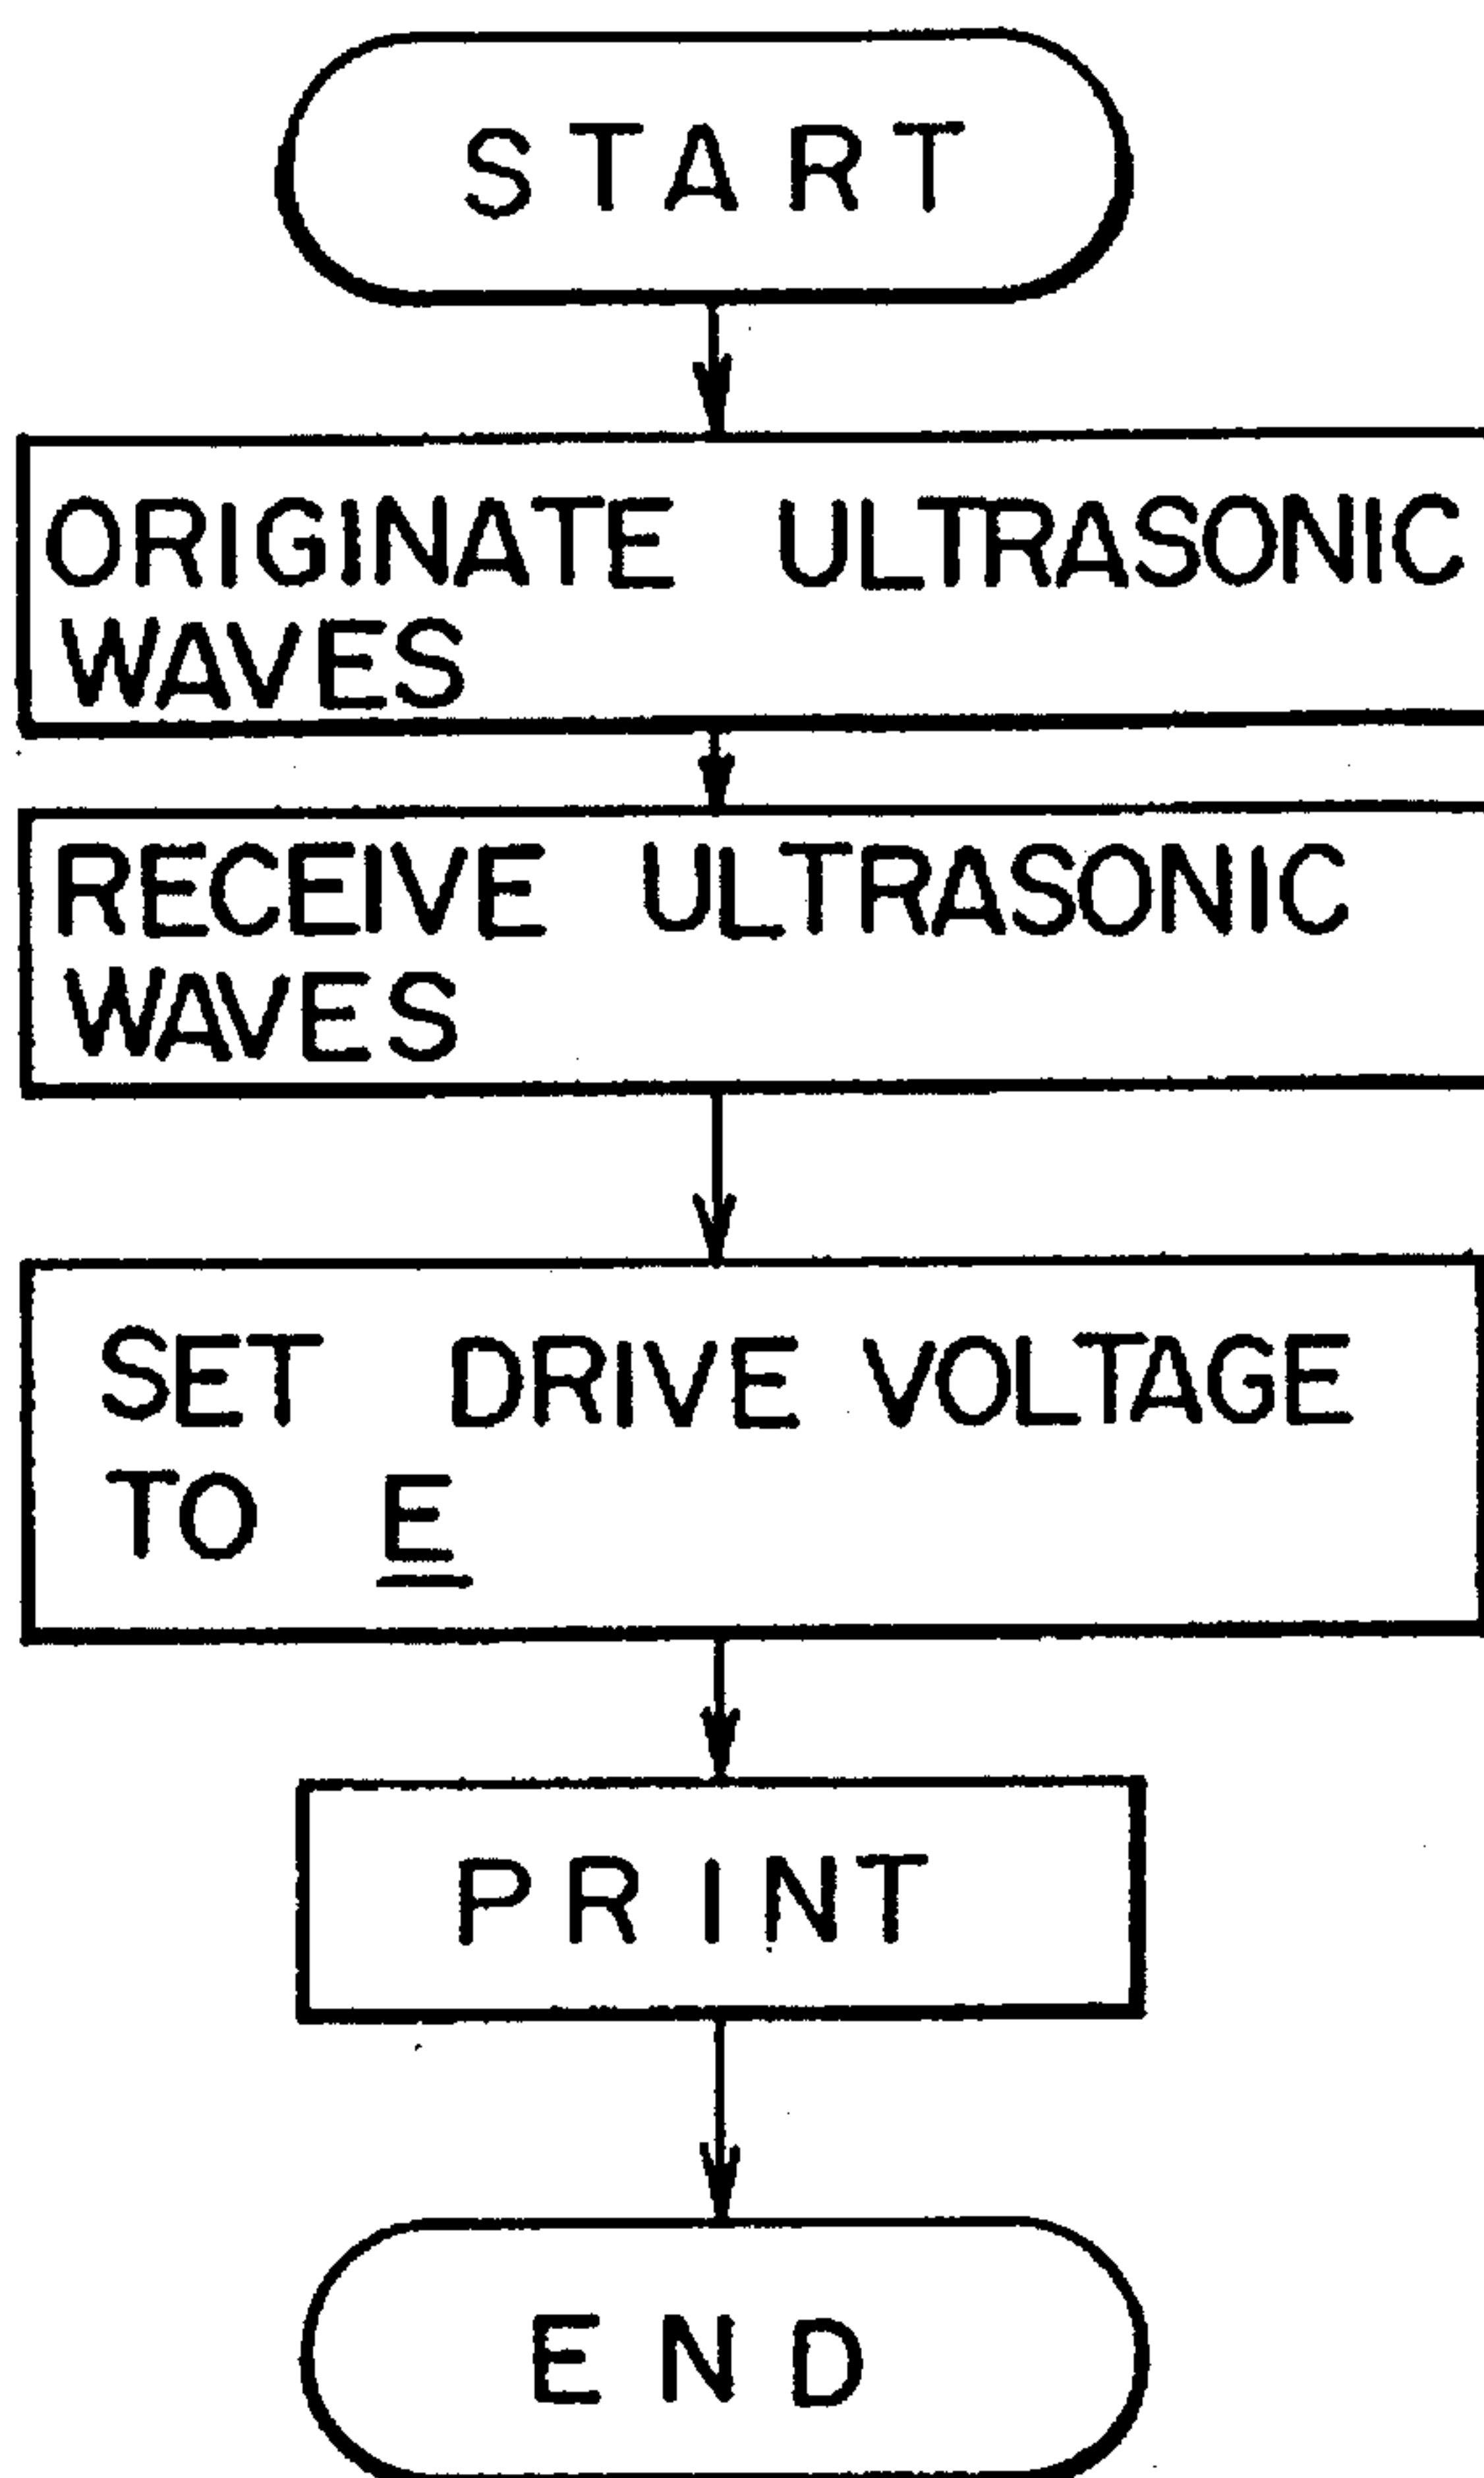 START
ORIGINATE ULTRASONIC
WAVES
RECEIVE ULTRASONIC
WAVES
SET DRIVE VOLTAGE
TO E
PRINT
END